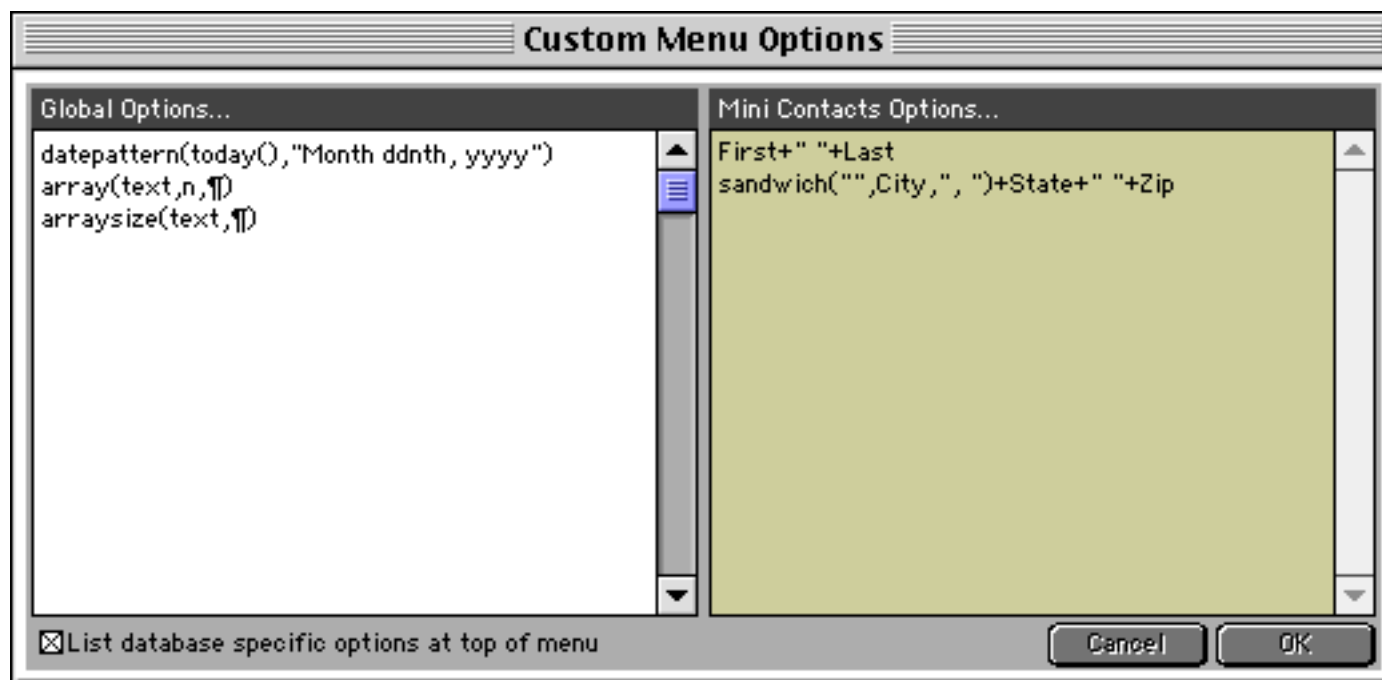 Custom Menu Options
Global Options...
datepattern(today(),"Month ddnth, yyyy")
array(text,n,¶)
arraysize(text,¶)
Mini Contacts Options...
First+" "+Last
sandwich("",City,", ")+State+" "+Zip
List database specific options at top of menu
Cancel
OK